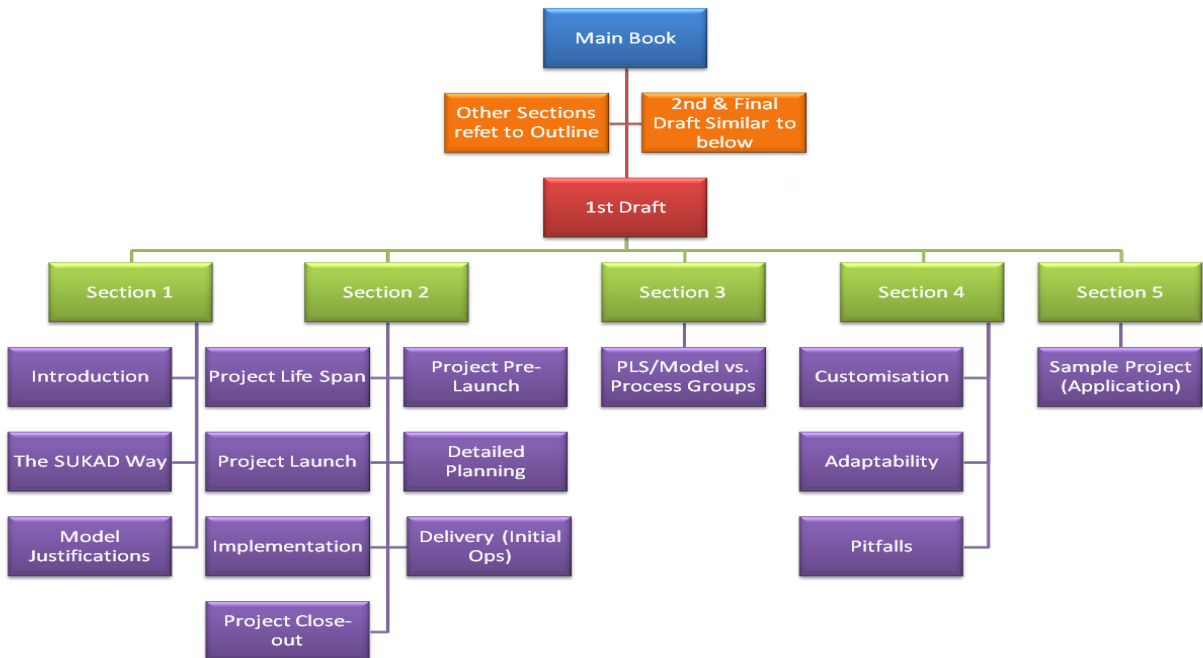 Main Book
Other Sections
refet to Outline
2nd & Final
Draft Similar to
below
1st Draft
Section 1
Section 2
Section 3
Section 4
Section 5
Introduction
The SUKAD Way
Model
Justifications
Project Life Span
Project Pre-
Launch
Project Launch
Detailed
Planning
Implementation
Delivery (Initial
Ops)
Project Close-
out
PLS/Model vs.
Process Groups
Customisation
Adaptability
Pitfalls
Sample Project
(Application)